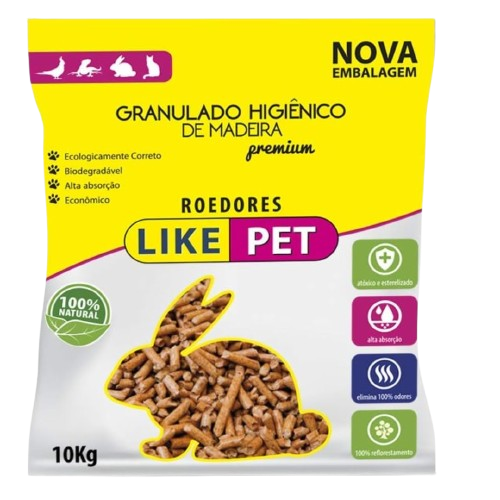 NOVA
EMBALAGEM
GRANULADO HIGIÊNICO
DE MADEIRA
premium
Ecologicamente Correto
Biodegradável
Alta absorção
Econômico
ROEDORES
LIKE PET
100%
NATURAL
atóxico e esterelizado
alta absorção
elimina 100% odores
100% reflorestamento
10Kg